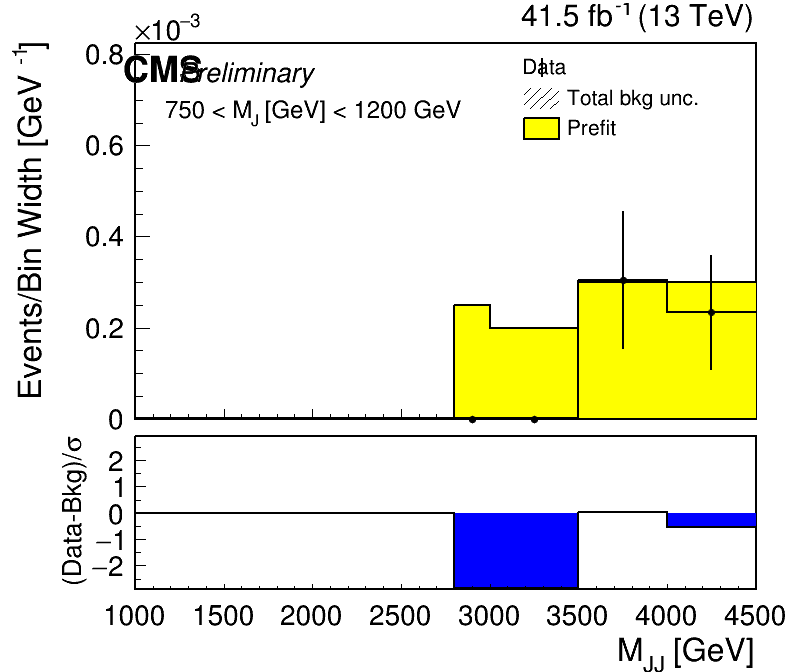 ×10⁻³
41.5 fb⁻¹ (13 TeV)
Events/Bin Width [GeV⁻¹]
0.8
0.6
0.4
0.2
0
CMS Preliminary
750 < M_J [GeV] < 1200 GeV
Data
Total bkg unc.
Prefit
(Data-Bkg)/σ
2
1
0
−1
−2
1000 1500 2000 2500 3000 3500 4000 4500
M_JJ [GeV]